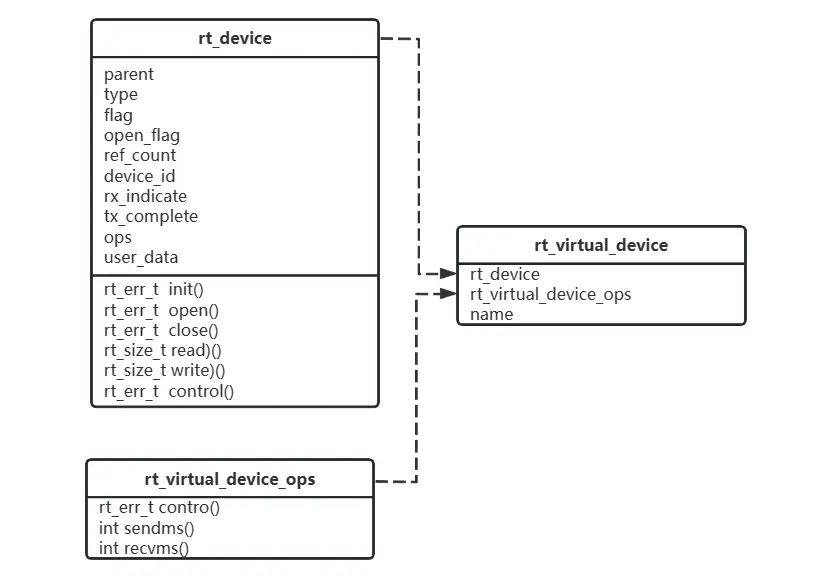 rt_device
parent
type
flag
open_flag
ref_count
device_id
rx_indicate
tx_complete
ops
user_data
rt_err_t  init()
rt_err_t  open()
rt_err_t  close()
rt_size_t read)()
rt_size_t write)()
rt_err_t  control()
rt_virtual_device
rt_device
rt_virtual_device_ops
name
rt_virtual_device_ops
rt_err_t contro()
int sendms()
int recvms()